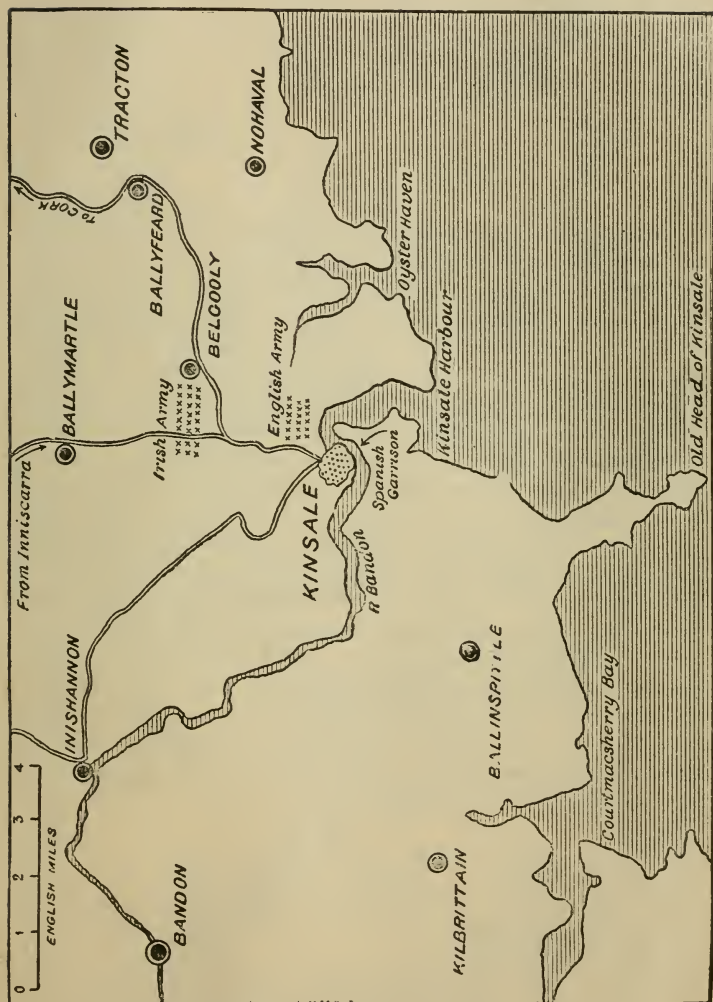 TRACTON
TO CORK
NOHAVAL
BALLYFEARD
BELGOOLY
Oyster Haven
BALLYMARTLE
Irish Army
English Army
Kinsale Harbour
From Inniscarra
KINSALE
Spanish
Garrison
Old Head of Kinsale
R Bandon
INISHANNON
BALLINSPITTLE
Courtmacsherry Bay
KILBRITTAIN
BANDON
0 1 2 3 4
ENGLISH MILES